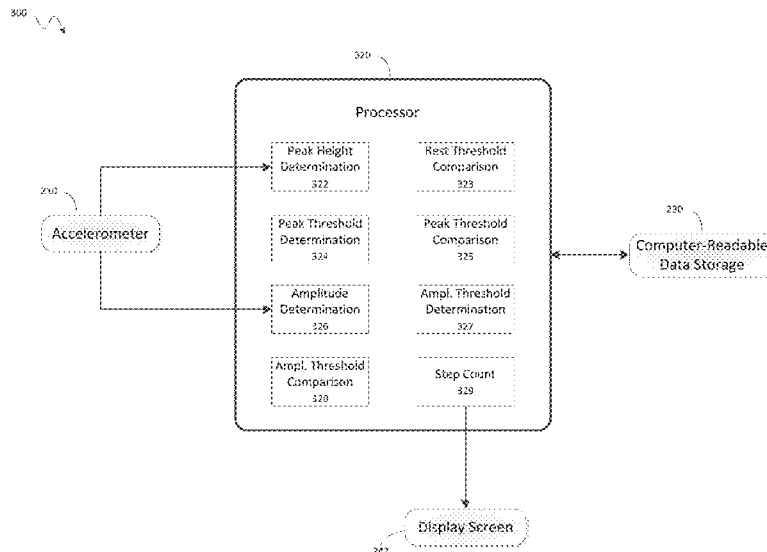 300
320
Processor
Peak Height
Determination
322
Rest Threshold
Comparison
323
Peak Threshold
Determination
324
Peak Threshold
Comparison
325
Amplitude
Determination
326
Ampl. Threshold
Determination
327
Ampl. Threshold
Comparison
328
Step Count
329
Accelerometer
230
Computer-Readable
Data Storage
Display Screen
242